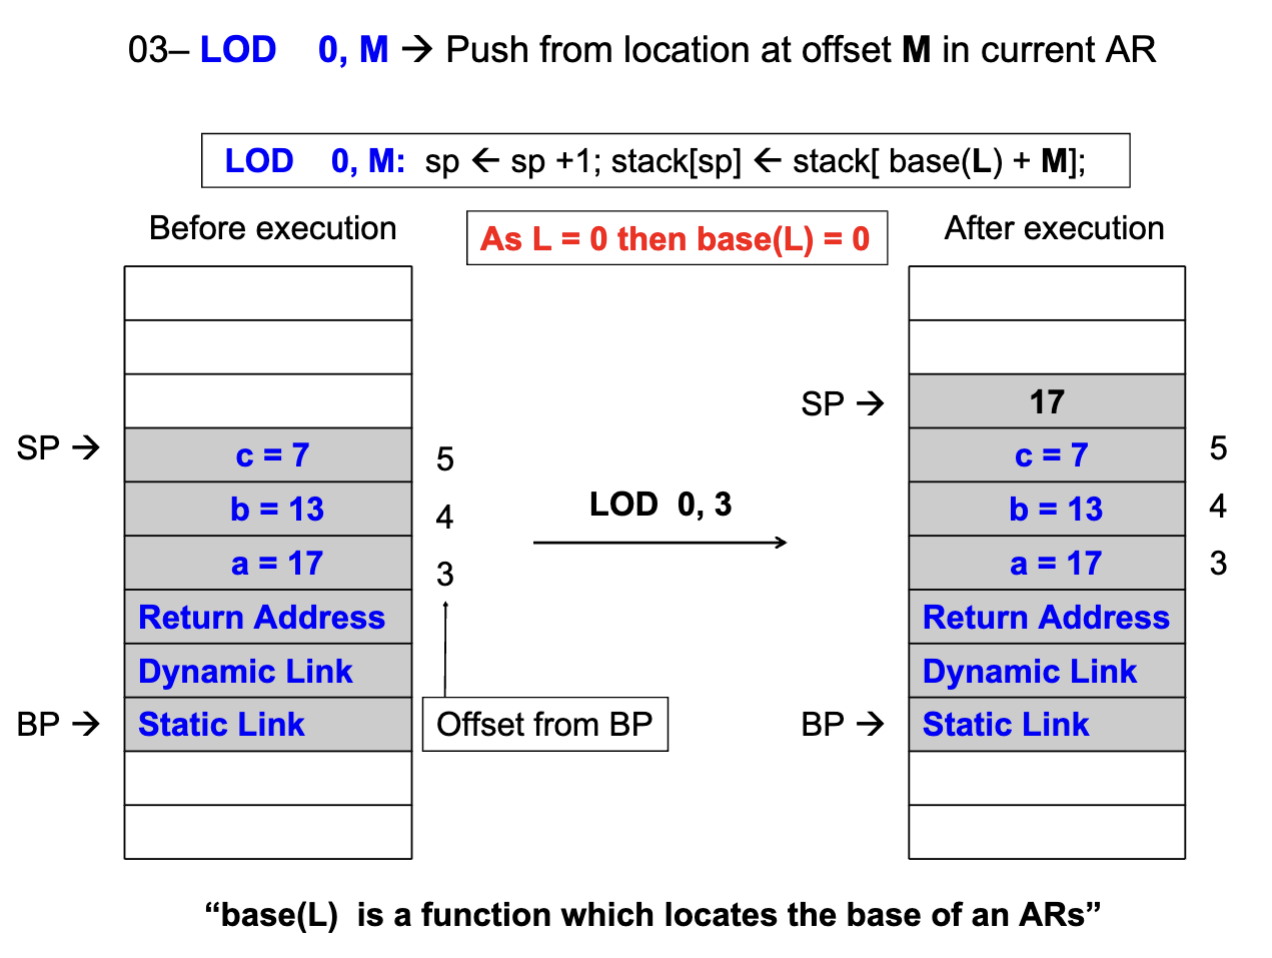 03– LOD 0, M → Push from location at offset M in current AR
LOD 0, M: sp ← sp +1; stack[sp] ← stack[ base(L) + M];
Before execution
As L = 0 then base(L) = 0
After execution
SP →
c = 7
b = 13
a = 17
Return Address
Dynamic Link
BP →
Static Link
5
4
3
Offset from BP
LOD 0, 3
SP →
17
c = 7
b = 13
a = 17
Return Address
Dynamic Link
BP →
Static Link
5
4
3
“base(L) is a function which locates the base of an ARs”